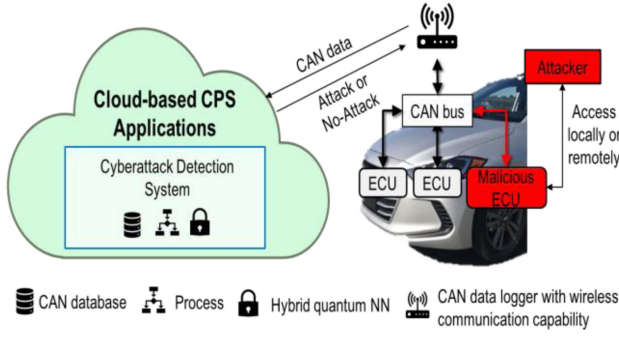 CAN data
Attack or
No-Attack
Cloud-based CPS
Applications
Cyberattack Detection
System
CAN bus
Attacker
Access
locally or
remotely
ECU
ECU
Malicious
ECU
CAN database
Process
Hybrid quantum NN
CAN data logger with wireless
communication capability